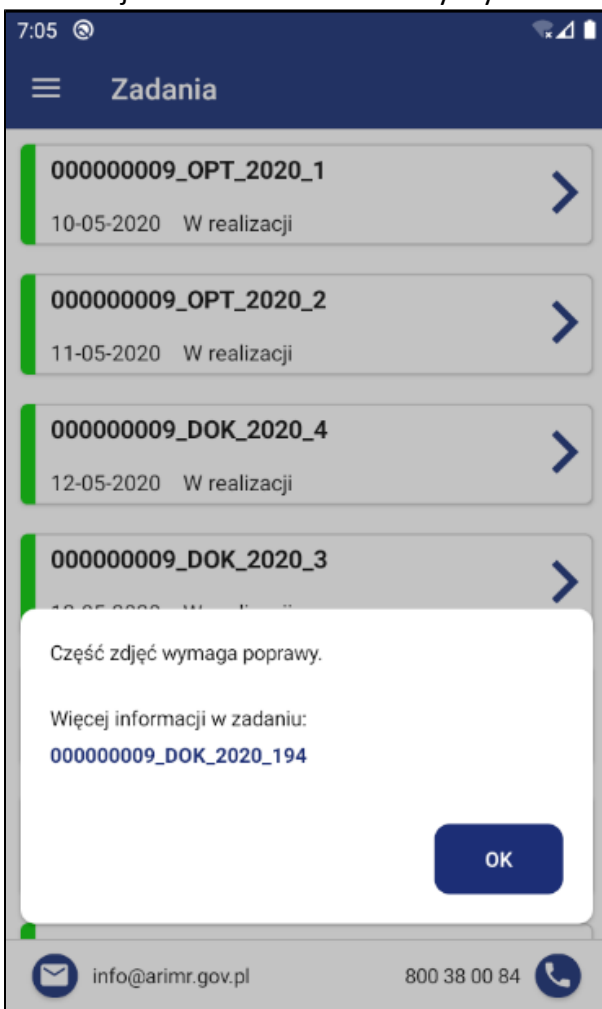 7:05
Zadania
000000009_OPT_2020_1
10-05-2020 W realizacji
000000009_OPT_2020_2
11-05-2020 W realizacji
000000009_DOK_2020_4
12-05-2020 W realizacji
000000009_DOK_2020_3
Część zdjęć wymaga poprawy.
Więcej informacji w zadaniu:
000000009_DOK_2020_194
OK
info@arimr.gov.pl 800 38 00 84